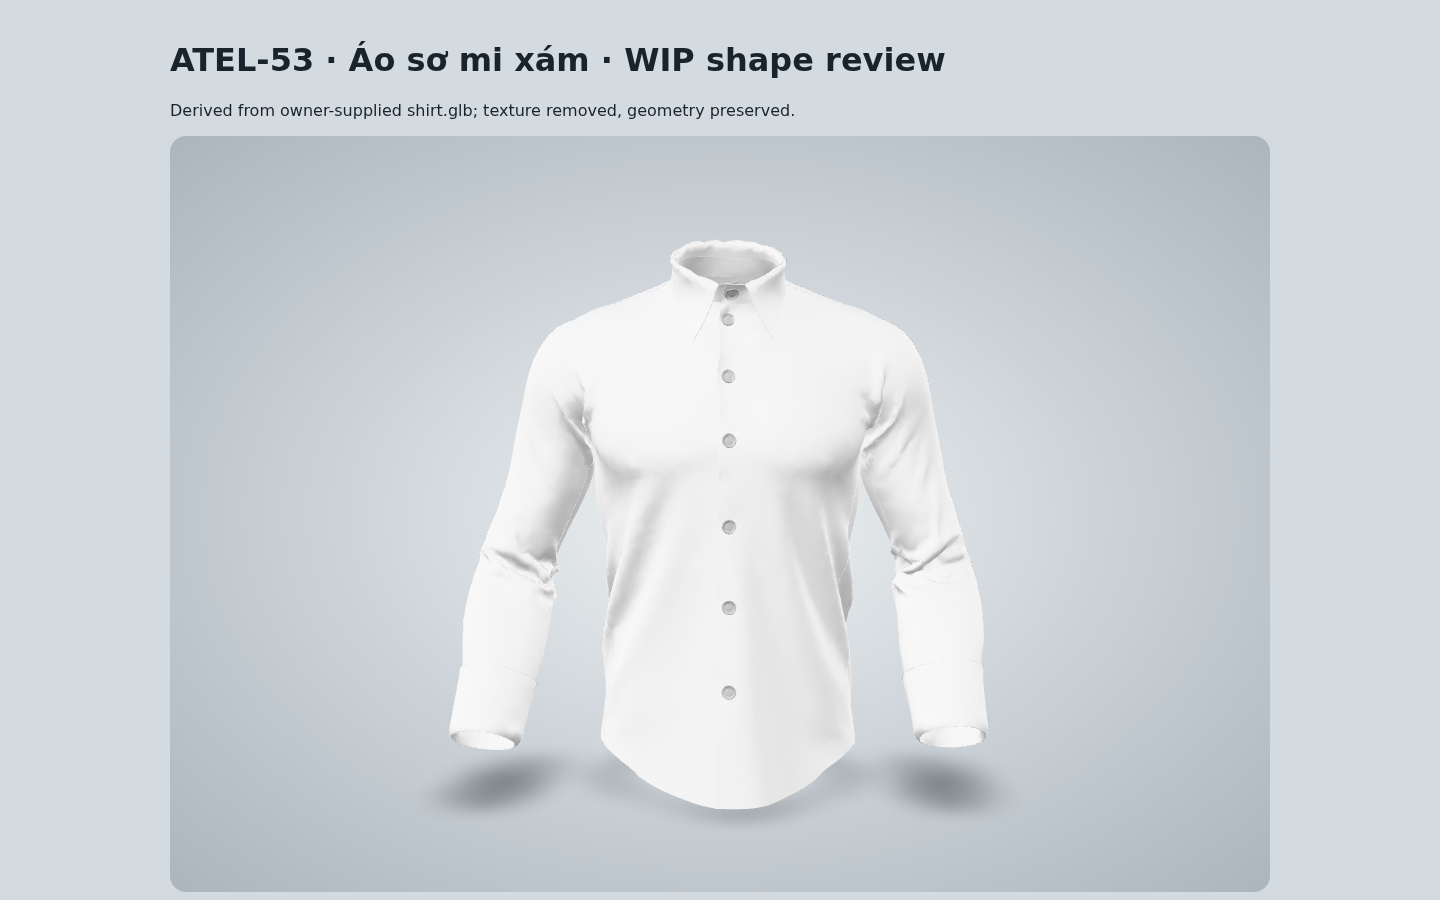 ATEL-53 · Áo sơ mi xám · WIP shape review
Derived from owner-supplied shirt.glb; texture removed, geometry preserved.